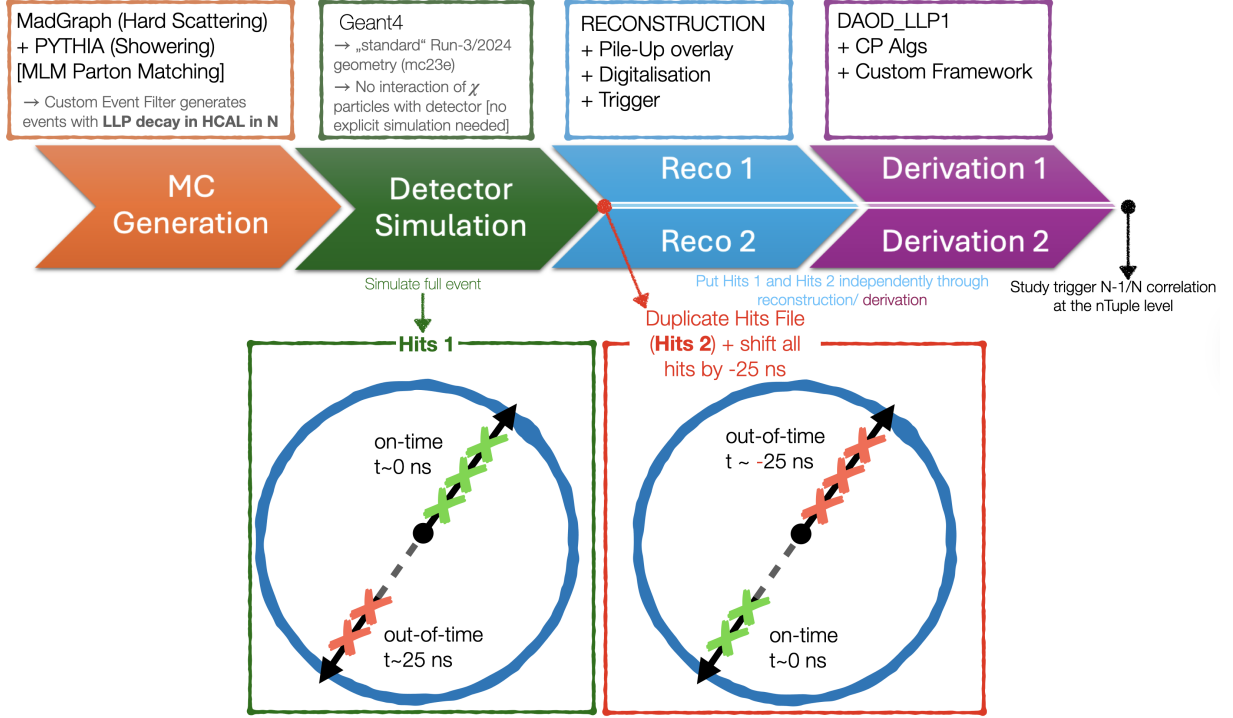 MadGraph (Hard Scattering)
+ PYTHIA (Showering)
[MLM Parton Matching]
→ Custom Event Filter generates
events with LLP decay in HCAL in N
Geant4
→ „standard“ Run-3/2024
geometry (mc23e)
→ No interaction of χ
particles with detector [no
explicit simulation needed]
RECONSTRUCTION
+ Pile-Up overlay
+ Digitalisation
+ Trigger
DAOD_LLP1
+ CP Algs
+ Custom Framework
MC
Generation
Detector
Simulation
Reco 1
Reco 2
Derivation 1
Derivation 2
Simulate full event
Put Hits 1 and Hits 2 independently through
reconstruction/ derivation
Study trigger N-1/N correlation
at the nTuple level
Hits 1
Duplicate Hits File
(Hits 2) + shift all
hits by -25 ns
on-time
t~0 ns
out-of-time
t~25 ns
out-of-time
t ~ -25 ns
on-time
t~0 ns